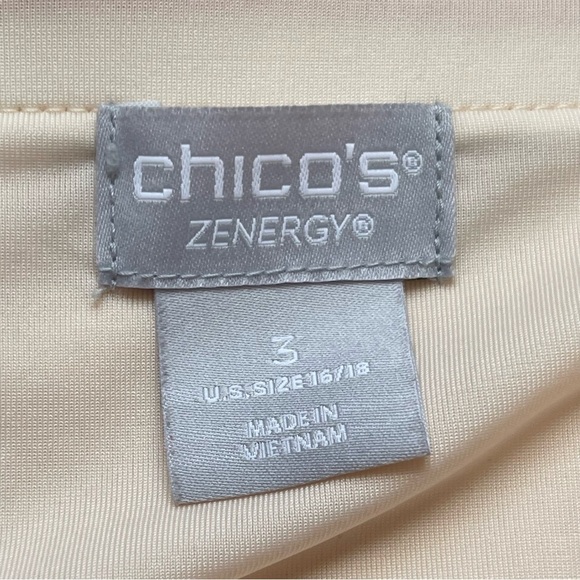 chico's®
ZENERGY®
3
U.S. SIZE 16/18
MADE IN
VIETNAM